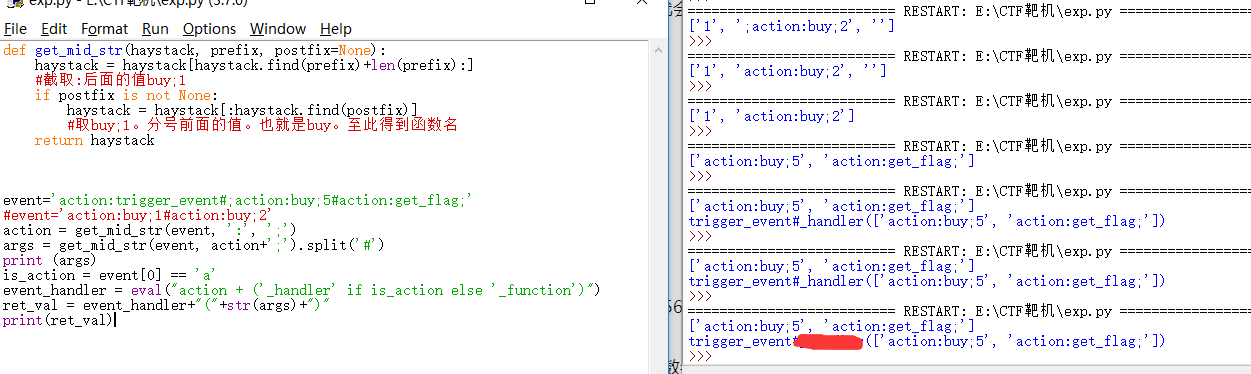 exp.py - E:\CTF靶机\exp.py (3.7.0)
File Edit Format Run Options Window Help
def get_mid_str(haystack, prefix, postfix=None):
haystack = haystack[haystack.find(prefix)+len(prefix):]
#截取:后面的值buy;1
if postfix is not None:
haystack = haystack[:haystack.find(postfix)]
#取buy;1。分号前面的值。也就是buy。至此得到函数名
return haystack
event='action:trigger_event#;action:buy;5#action:get_flag;'
#event='action:buy;1#action:buy;2'
action = get_mid_str(event, ':', ';')
args = get_mid_str(event, action+';').split('#')
print (args)
is_action = event[0] == 'a'
event_handler = eval("action + ('_handler' if is_action else '_function')")
ret_val = event_handler+"("+str(args)+")"
print(ret_val)
==================== RESTART: E:\CTF靶机\exp.py ====================
['1', ';action:buy;2', '']
>>>
==================== RESTART: E:\CTF靶机\exp.py ====================
['1', 'action:buy;2', '']
>>>
==================== RESTART: E:\CTF靶机\exp.py ====================
['1', 'action:buy;2']
>>>
==================== RESTART: E:\CTF靶机\exp.py ====================
['action:buy;5', 'action:get_flag;']
>>>
==================== RESTART: E:\CTF靶机\exp.py ====================
['action:buy;5', 'action:get_flag;']
trigger_event#_handler(['action:buy;5', 'action:get_flag;'])
>>>
==================== RESTART: E:\CTF靶机\exp.py ====================
['action:buy;5', 'action:get_flag;']
trigger_event#_handler(['action:buy;5', 'action:get_flag;'])
>>>
==================== RESTART: E:\CTF靶机\exp.py ====================
['action:buy;5', 'action:get_flag;']
trigger_event#(['action:buy;5', 'action:get_flag;'])
>>>